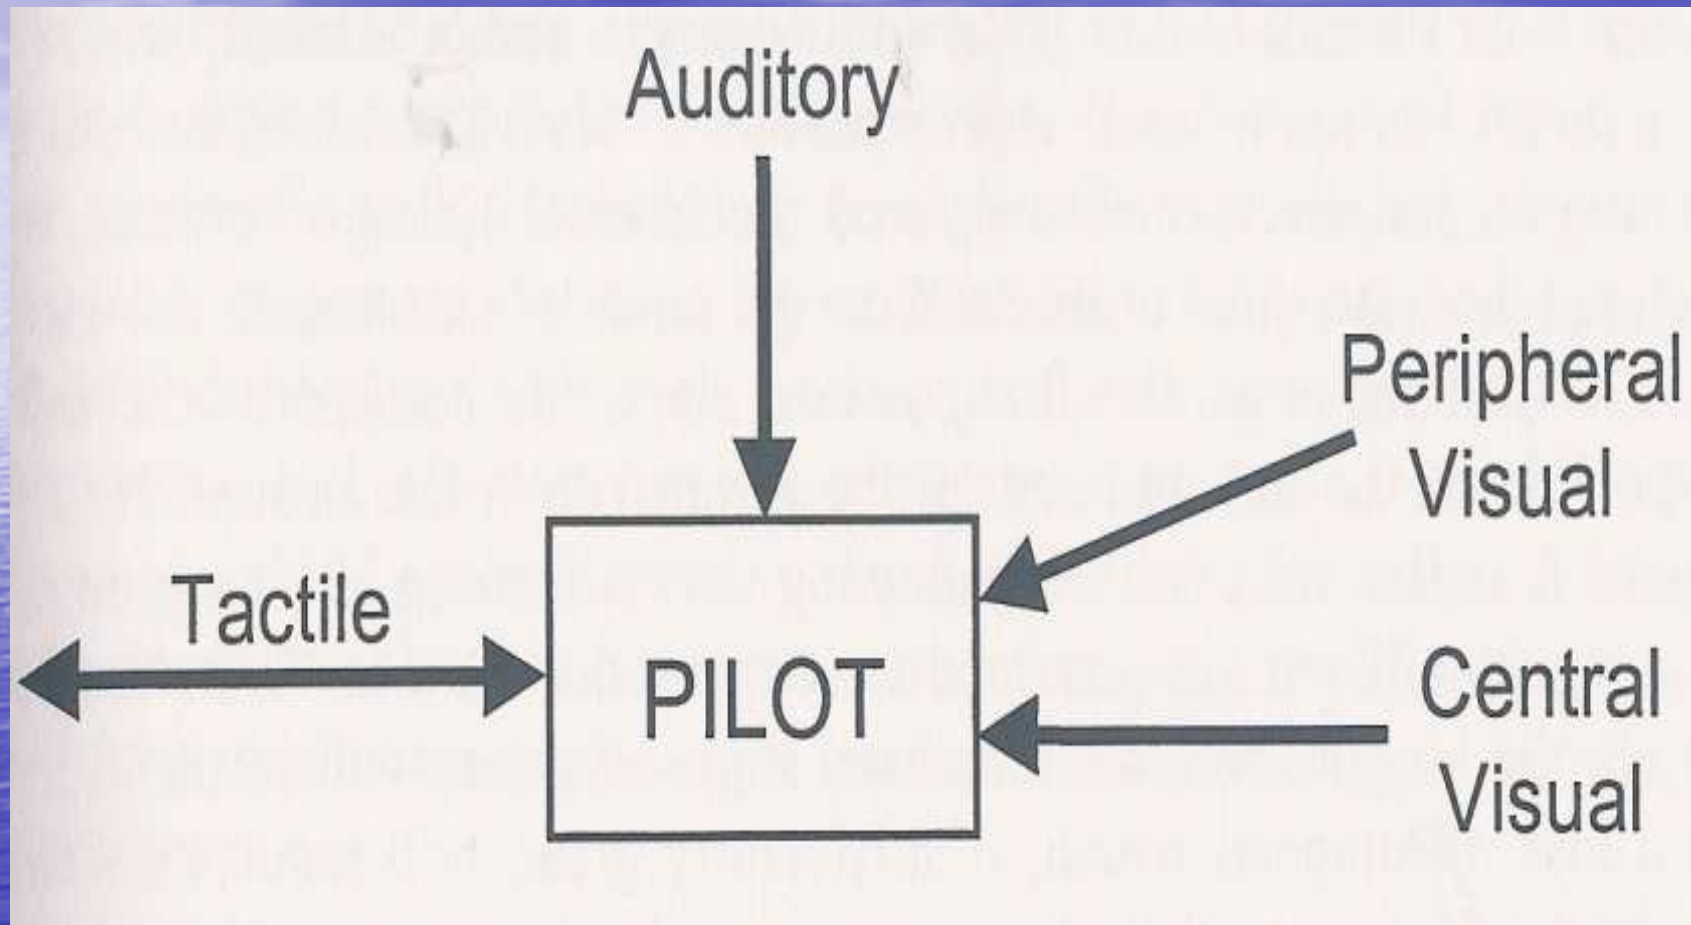 Auditory
Peripheral
Visual
Tactile
PILOT
Central
Visual